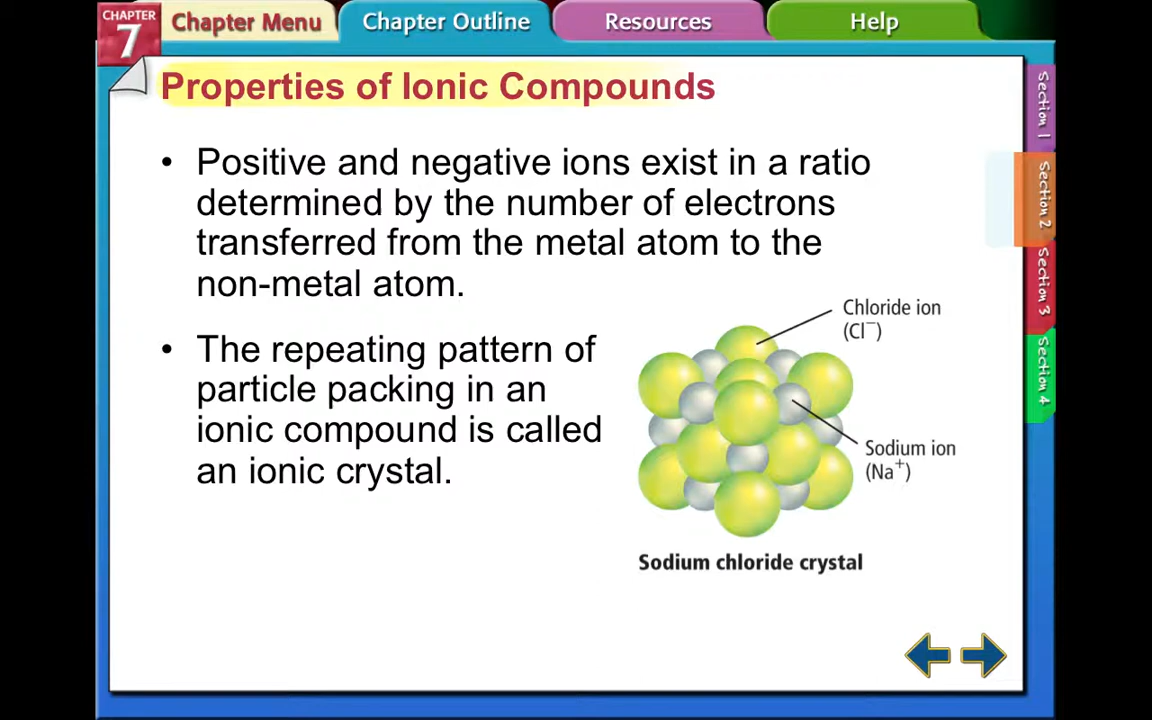 CHAPTER
7
Chapter Menu
Chapter Outline
Resources
Help
Properties of Ionic Compounds
• Positive and negative ions exist in a ratio
determined by the number of electrons
transferred from the metal atom to the
non-metal atom.
• The repeating pattern of
particle packing in an
ionic compound is called
an ionic crystal.
Chloride ion
(Cl⁻)
Sodium ion
(Na⁺)
Sodium chloride crystal
Section 1
Section 2
Section 3
Section 4